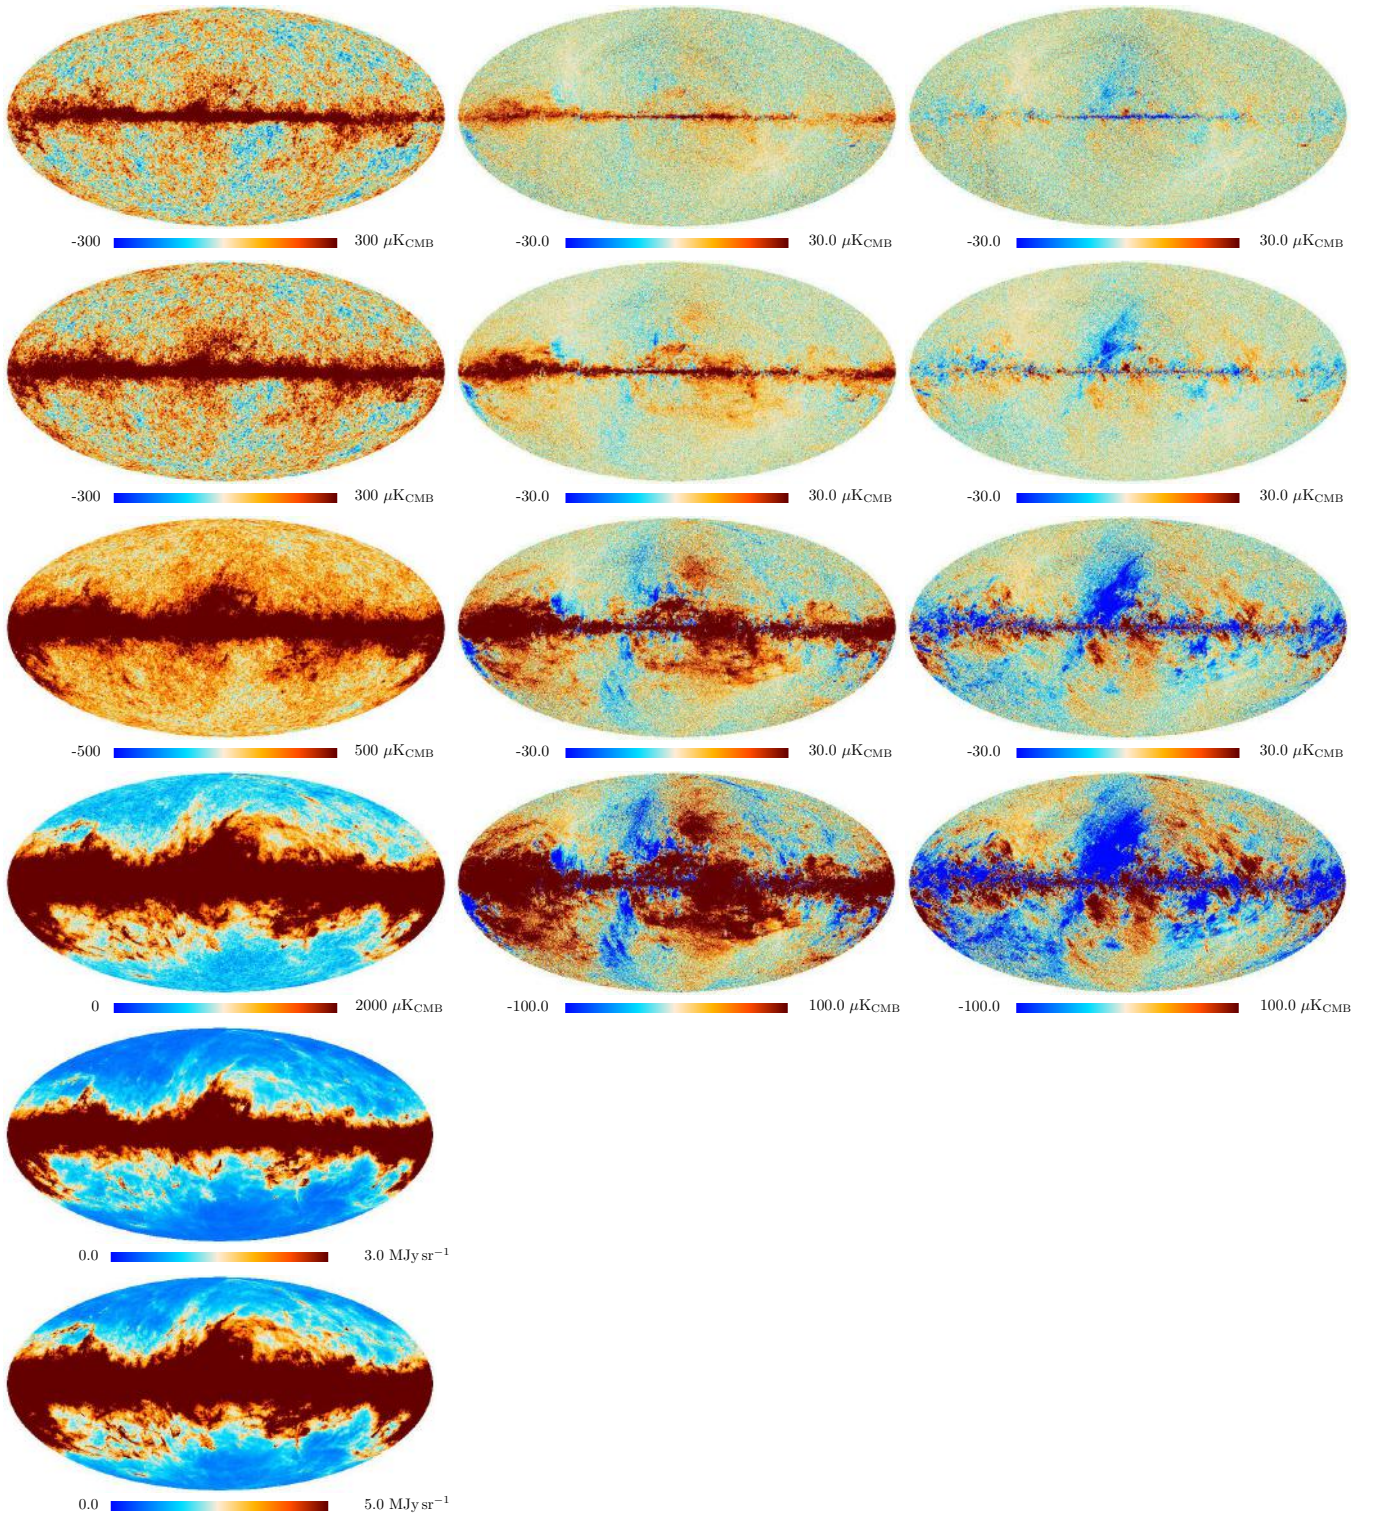 -300 300 μK_CMB -30.0 30.0 μK_CMB -30.0 30.0 μK_CMB
-300 300 μK_CMB -30.0 30.0 μK_CMB -30.0 30.0 μK_CMB
-500 500 μK_CMB -30.0 30.0 μK_CMB -30.0 30.0 μK_CMB
0 2000 μK_CMB -100.0 100.0 μK_CMB -100.0 100.0 μK_CMB
0.0 3.0 MJy sr⁻¹
0.0 5.0 MJy sr⁻¹